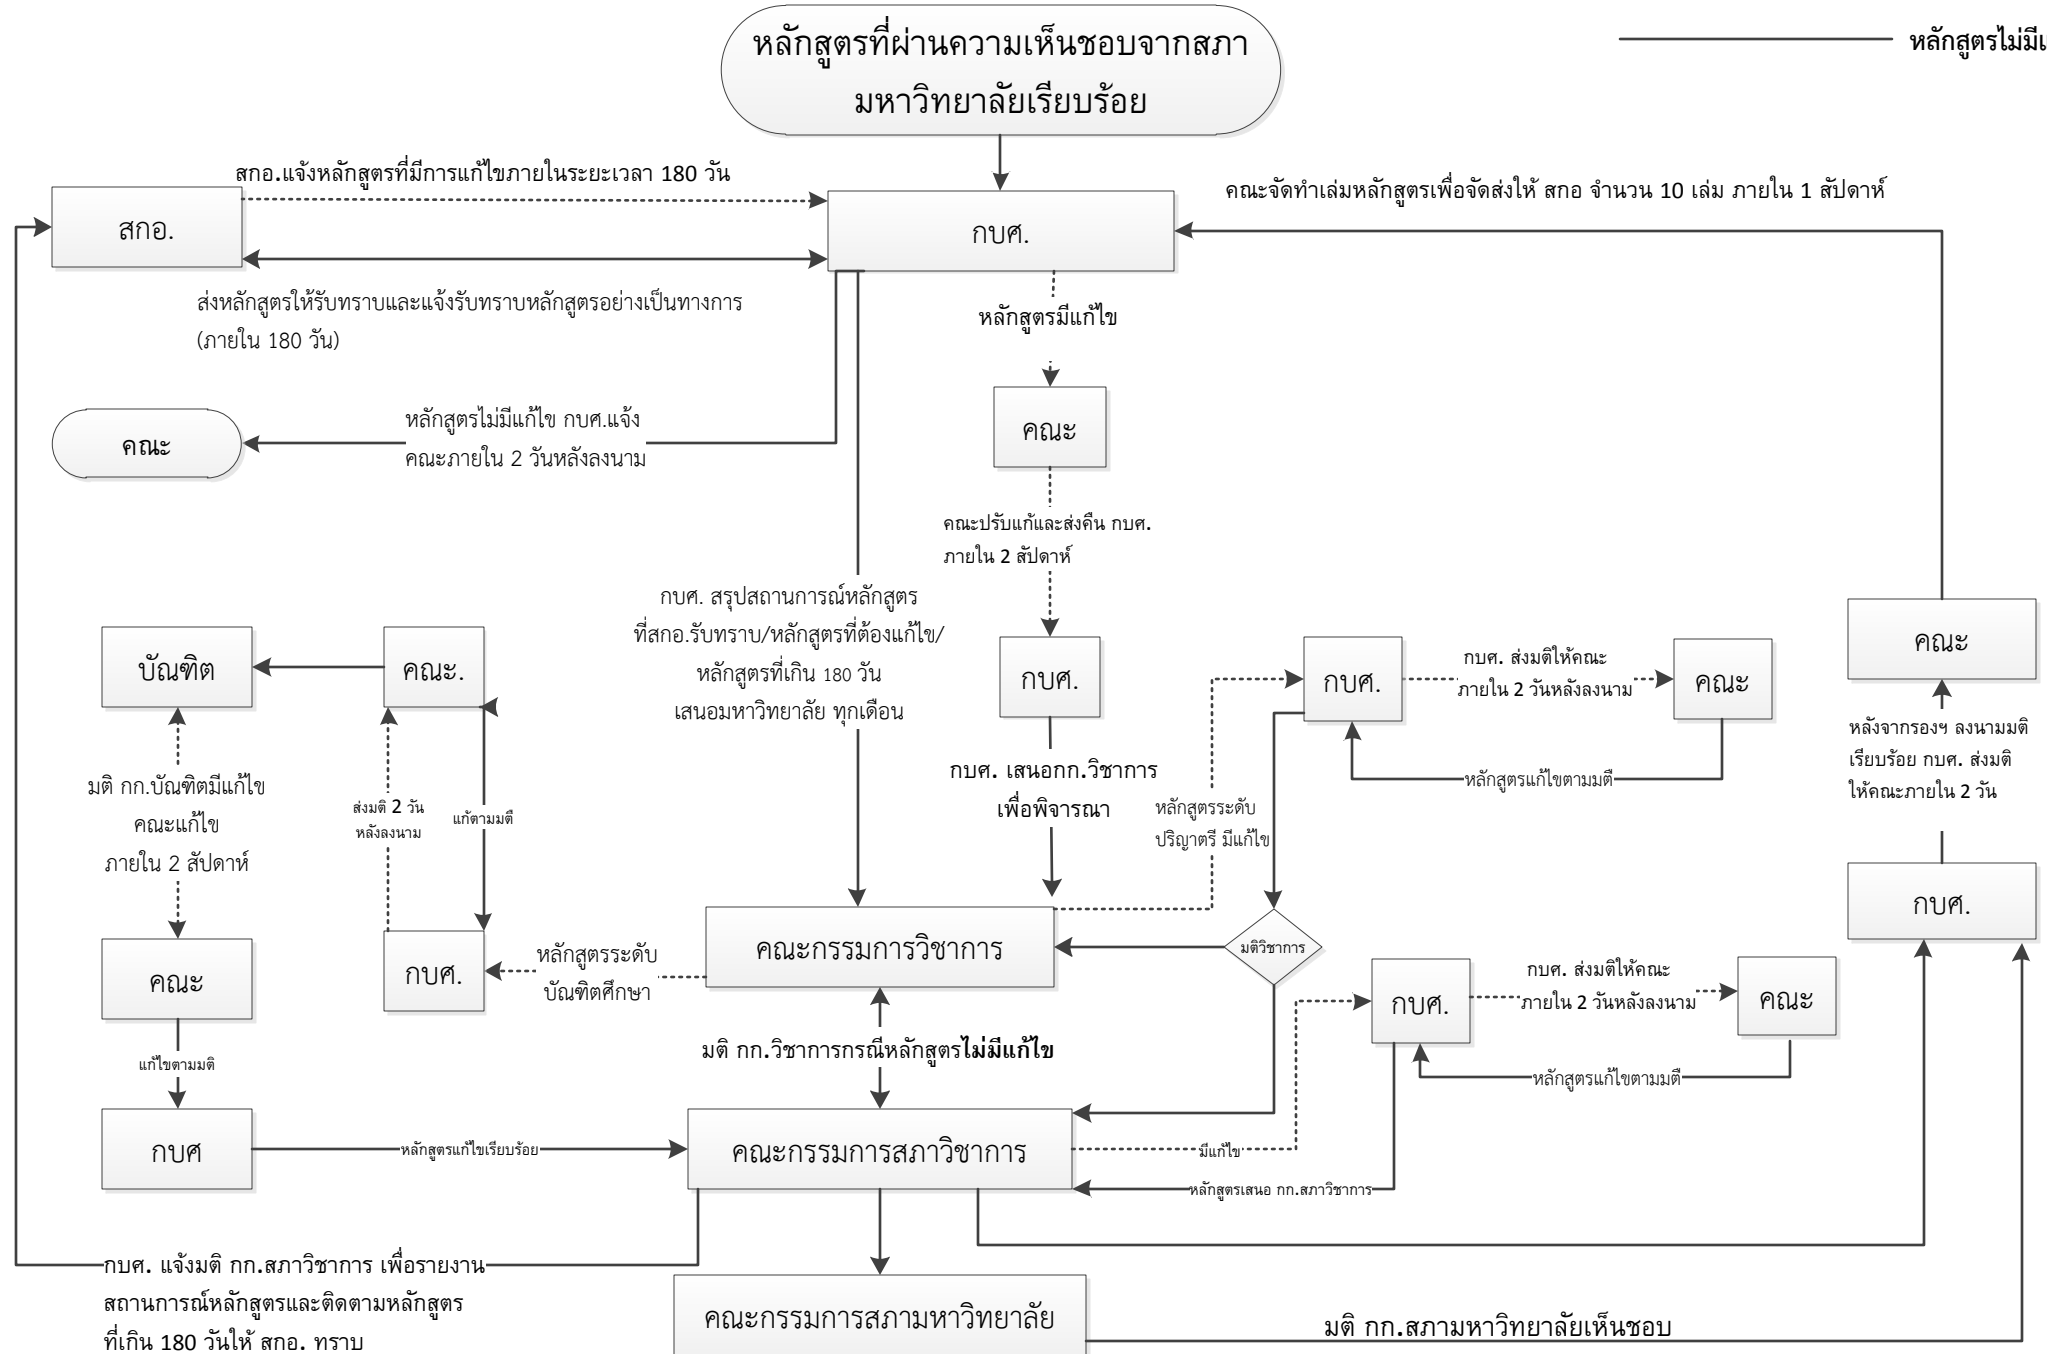 หลักสูตรที่ผ่านความเห็นชอบจากสภา
มหาวิทยาลัยเรียบร้อย
หลักสูตรไม่มี
สกอ.แจ้งหลักสูตรที่มีการแก้ไขภายในระยะเวลา 180 วัน
คณะจัดทำเล่มหลักสูตรเพื่อจัดส่งให้ สกอ จำนวน 10 เล่ม ภายใน 1 สัปดาห์
สกอ.
กบศ.
ส่งหลักสูตรให้รับทราบและแจ้งรับทราบหลักสูตรอย่างเป็นทางการ
(ภายใน 180 วัน)
หลักสูตรมีแก้ไข
คณะ
หลักสูตรไม่มีแก้ไข กบศ.แจ้ง
คณะภายใน 2 วันหลังลงนาม
คณะ
คณะปรับแก้และส่งคืน กบศ.
ภายใน 2 สัปดาห์
กบศ. สรุปสถานการณ์หลักสูตร
ที่สกอ.รับทราบ/หลักสูตรที่ต้องแก้ไข/
หลักสูตรที่เกิน 180 วัน
เสนอมหาวิทยาลัย ทุกเดือน
บัณฑิต
คณะ.
กบศ.
กบศ.
กบศ. ส่งมติให้คณะ
ภายใน 2 วันหลังลงนาม
คณะ
คณะ
มติ กก.บัณฑิตมีแก้ไข
คณะแก้ไข
ภายใน 2 สัปดาห์
ส่งมติ 2 วัน
หลังลงนาม
แก้ตามมตื
กบศ. เสนอกก.วิชาการ
เพื่อพิจารณา
หลักสูตรระดับ
ปริญาตรี มีแก้ไข
หลักสูตรแก้ไขตามมตื
หลังจากรองฯ ลงนามมติ
เรียบร้อย กบศ. ส่งมติ
ให้คณะภายใน 2 วัน
กบศ.
คณะ
กบศ.
หลักสูตรระดับ
บัณฑิตศึกษา
คณะกรรมการวิชาการ
มติวิชาการ
กบศ.
กบศ. ส่งมติให้คณะ
ภายใน 2 วันหลังลงนาม
คณะ
มติ กก.วิชาการกรณีหลักสูตรไม่มีแก้ไข
แก้ไขตามมติ
หลักสูตรแก้ไขตามมตื
กบศ
หลักสูตรแก้ไขเรียบร้อย
คณะกรรมการสภาวิชาการ
มีแก้ไข
หลักสูตรเสนอ กก.สภาวิชาการ
กบศ. แจ้งมติ กก.สภาวิชาการ เพื่อรายงาน
สถานการณ์หลักสูตรและติดตามหลักสูตร
ที่เกิน 180 วันให้ สกอ. ทราบ
คณะกรรมการสภามหาวิทยาลัย
มติ กก.สภามหาวิทยาลัยเห็นชอบ